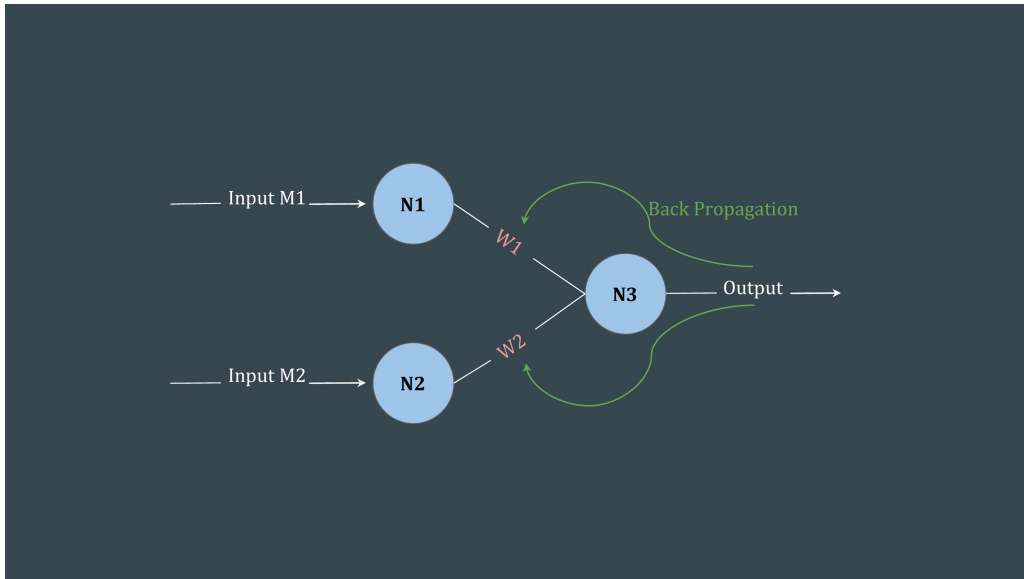 Input M1
N1
W1
Back Propagation
N3
Output
W2
Input M2
N2